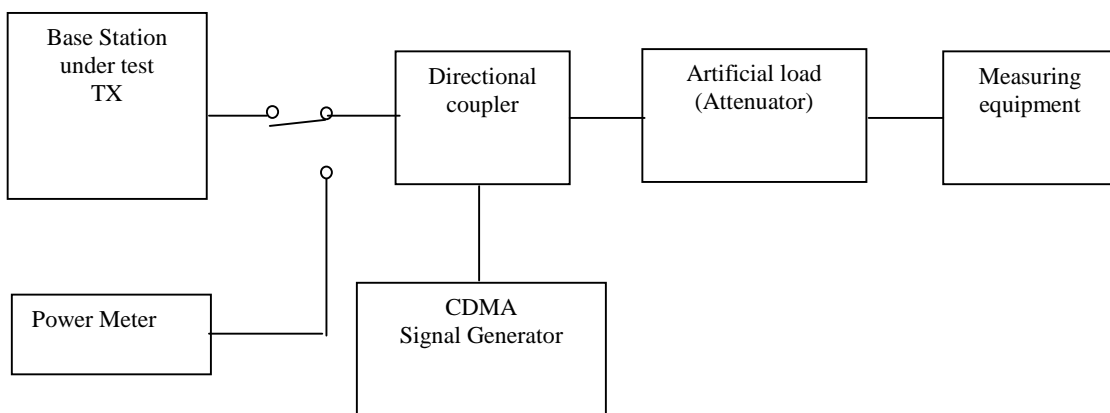 Base Station
under test
TX
Directional
coupler
Artificial load
(Attenuator)
Measuring
equipment
Power Meter
CDMA
Signal Generator